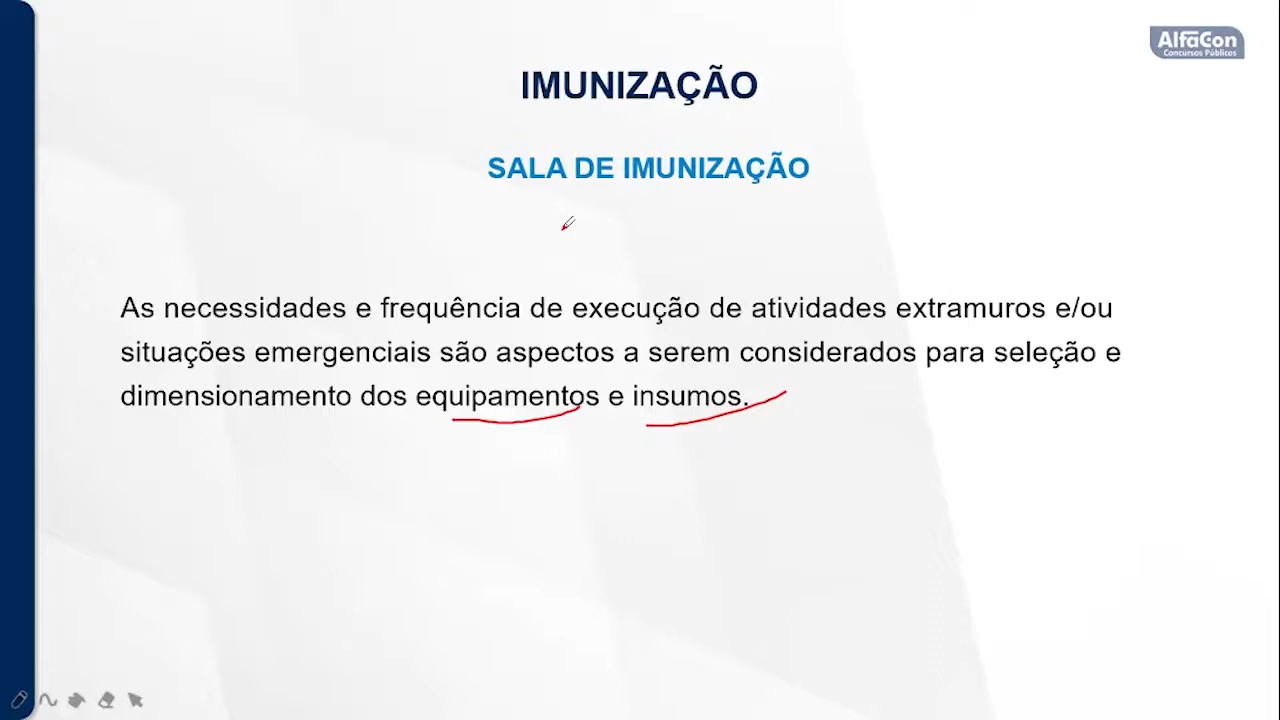 AlfaCon
Concursos Públicos
IMUNIZAÇÃO
SALA DE IMUNIZAÇÃO
As necessidades e frequência de execução de atividades extramuros e/ou
situações emergenciais são aspectos a serem considerados para seleção e
dimensionamento dos equipamentos e insumos.